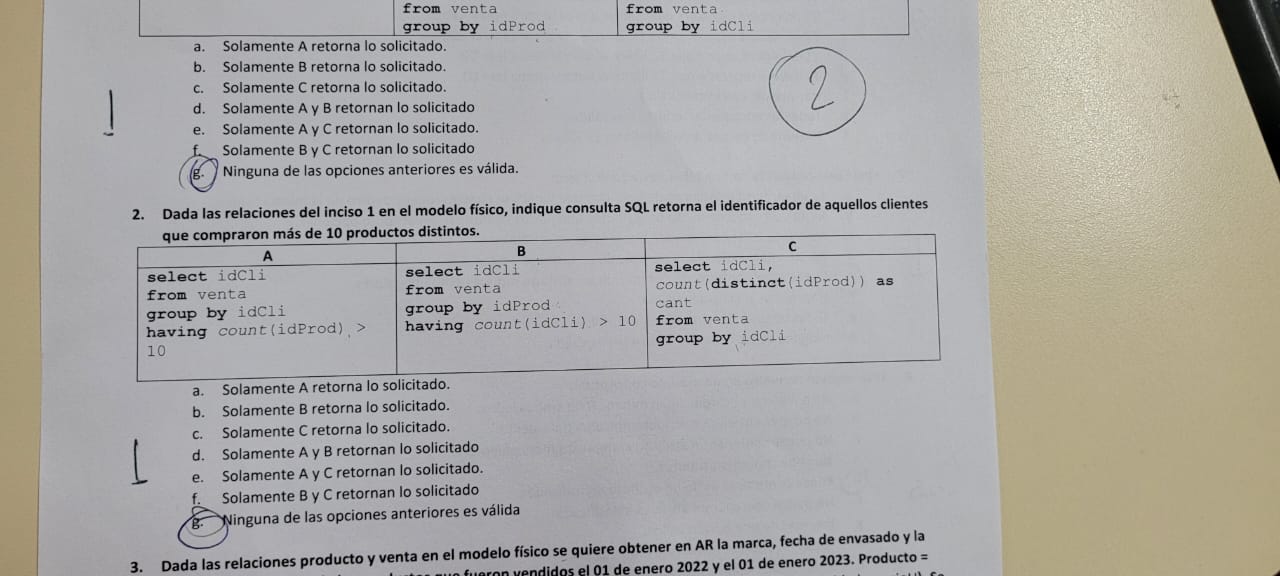 from venta
group by idProd
from venta
group by idCli
a. Solamente A retorna lo solicitado.
b. Solamente B retorna lo solicitado.
c. Solamente C retorna lo solicitado.
d. Solamente A y B retornan lo solicitado
e. Solamente A y C retornan lo solicitado.
f. Solamente B y C retornan lo solicitado
g. Ninguna de las opciones anteriores es válida.
2
1
2. Dada las relaciones del inciso 1 en el modelo físico, indique consulta SQL retorna el identificador de aquellos clientes
que compraron más de 10 productos distintos.
A
select idCli
from venta
group by idCli
having count(idProd) >
10
B
select idCli
from venta
group by idProd
having count(idCli) > 10
C
select idCli,
count(distinct(idProd)) as
cant
from venta
group by idCli
a. Solamente A retorna lo solicitado.
b. Solamente B retorna lo solicitado.
c. Solamente C retorna lo solicitado.
d. Solamente A y B retornan lo solicitado
e. Solamente A y C retornan lo solicitado.
f. Solamente B y C retornan lo solicitado
g. Ninguna de las opciones anteriores es válida
1
3. Dada las relaciones producto y venta en el modelo físico se quiere obtener en AR la marca, fecha de envasado y la
fueron vendidos el 01 de enero 2022 y el 01 de enero 2023. Producto =